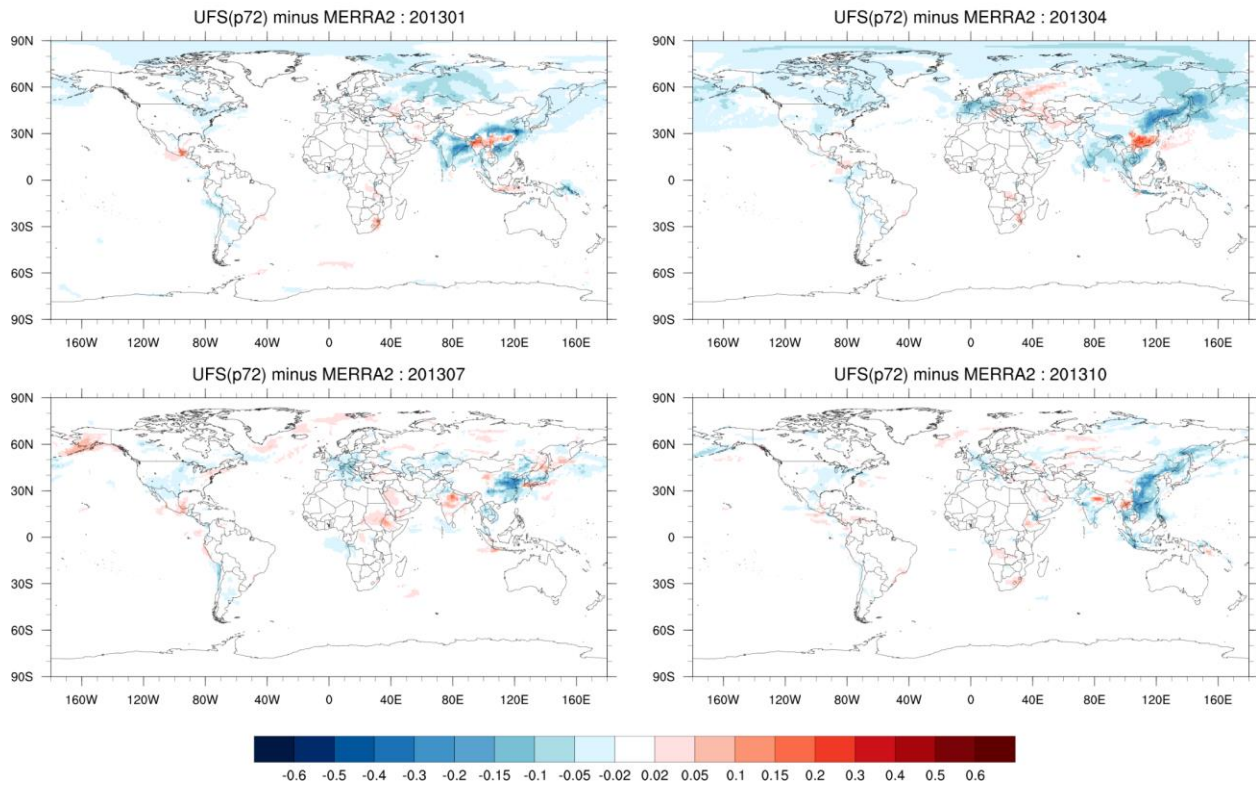 UFS(p72) minus MERRA2 : 201301
90N
60N
30N
0
30S
60S
90S
160W 120W 80W 40W 0 40E 80E 120E 160E
UFS(p72) minus MERRA2 : 201304
90N
60N
30N
0
30S
60S
90S
160W 120W 80W 40W 0 40E 80E 120E 160E
UFS(p72) minus MERRA2 : 201307
90N
60N
30N
0
30S
60S
90S
160W 120W 80W 40W 0 40E 80E 120E 160E
UFS(p72) minus MERRA2 : 201310
90N
60N
30N
0
30S
60S
90S
160W 120W 80W 40W 0 40E 80E 120E 160E
-0.6 -0.5 -0.4 -0.3 -0.2 -0.15 -0.1 -0.05 -0.02 0.02 0.05 0.1 0.15 0.2 0.3 0.4 0.5 0.6